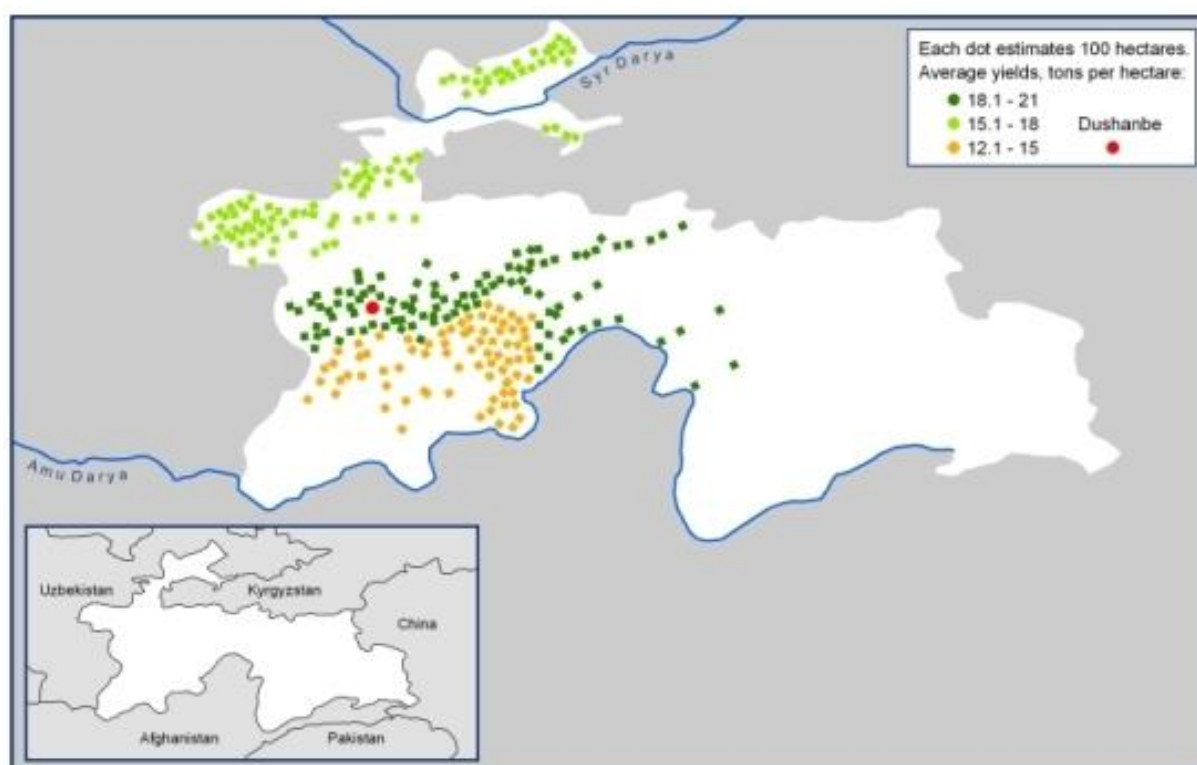 Each dot estimates 100 hectares.
Average yields, tons per hectare:
18.1 - 21
15.1 - 18
Dushanbe
12.1 - 15
Syr Darya
Amu Darya
Uzbekistan
Kyrgyzstan
China
Afghanistan
Pakistan